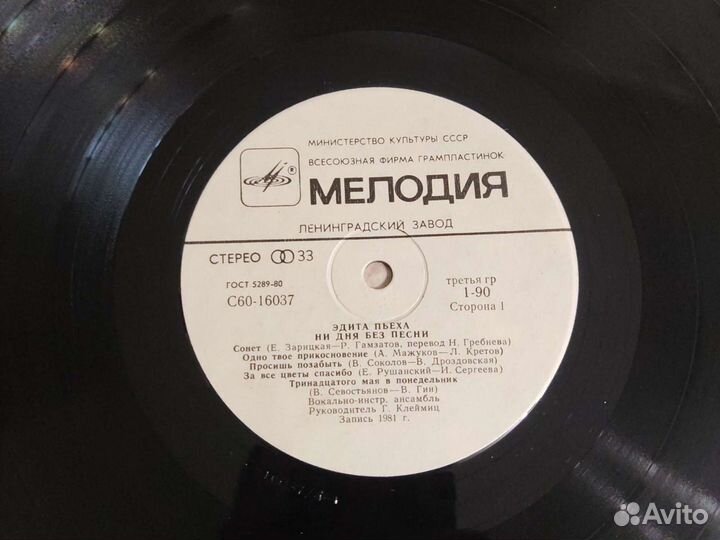 МИНИСТЕРСТВО КУЛЬТУРЫ СССР
ВСЕСОЮЗНАЯ ФИРМА ГРАМПЛАСТИНОК
МЕЛОДИЯ
ЛЕНИНГРАДСКИЙ ЗАВОД
СТЕРЕО 33
ГОСТ 5289-80
третья гр
С60-16037
1-90
Сторона 1
ЭДИТА ПЬЕХА
НИ ДНЯ БЕЗ ПЕСНИ
Сонет (Е. Зарицкая—Р. Гамзатов, перевод Н. Гребнева)
Одно твое прикосновение (А. Мажуков—Л. Кретов)
Просишь позабыть (В. Соколов—В. Дроздовская)
За все цветы спасибо (Е. Рушанский—И. Сергеева)
Тринадцатого мая в понедельник
(В. Севостьянов—В. Гин)
Вокально-инстр. ансамбль
Руководитель Г. Клеймиц
Запись 1981 г.
Avito